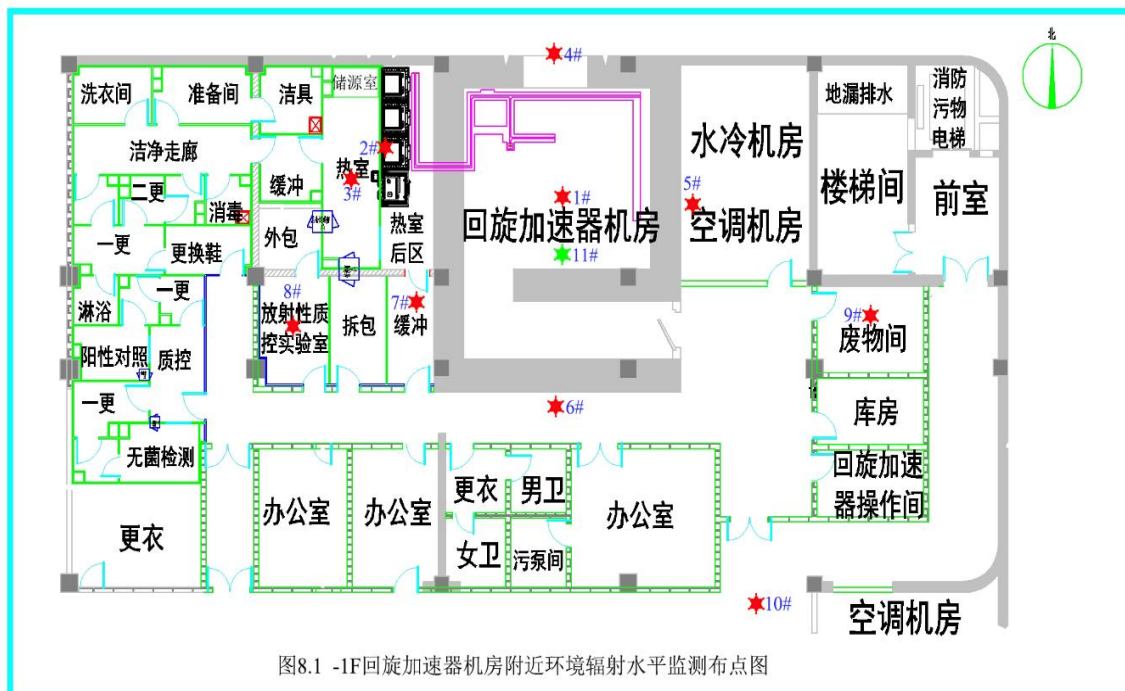 北
4#
洗衣间
准备间
洁具
储源室
地漏排水
消防
污物
电梯
洁净走廊
2#
热室
3#
水冷机房
缓冲
二更
消毒
1#
5#
楼梯间
前室
回旋加速器机房
空调机房
外包
热室
后区
一更
更换鞋
11#
一更
8#
7#
淋浴
放射性质
控实验室
拆包
缓冲
9#
废物间
阳性对照
质控
一更
6#
库房
无菌检测
回旋加速
器操作间
更衣
办公室
办公室
更衣
男卫
办公室
女卫
污泵间
10#
空调机房
图8.1 -1F回旋加速器机房附近环境辐射水平监测布点图